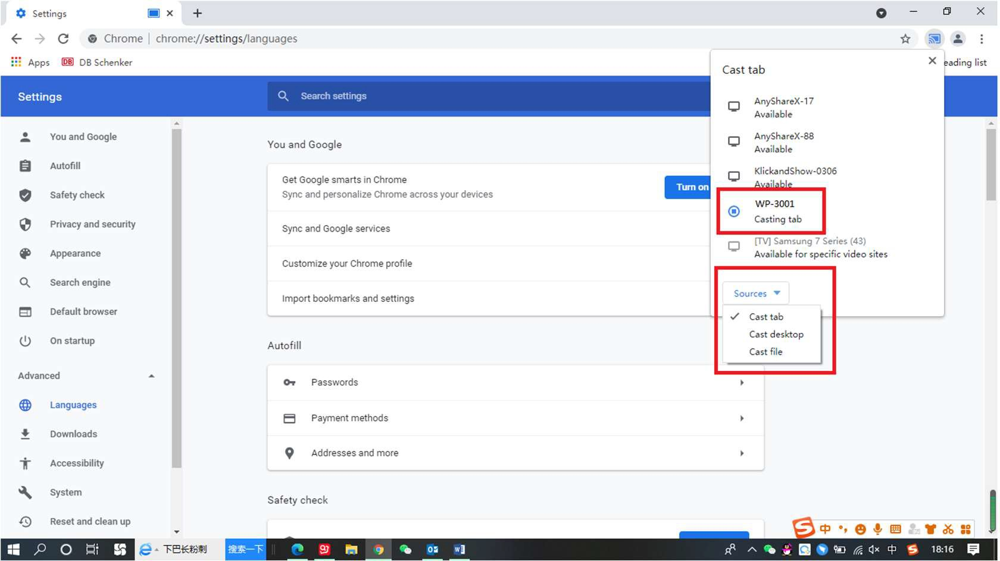 Settings
Chrome
chrome://settings/languages
Apps
DB
DB Schenker
eading list
Settings
Search settings
Cast tab
AnyShareX-17
Available
AnyShareX-88
Available
KlickandShow-0306
Available
WP-3001
Casting tab
[TV] Samsung 7 Series (43)
Available for specific video sites
Sources
Cast tab
Cast desktop
Cast file
You and Google
Autofill
Safety check
Privacy and security
Appearance
Search engine
Default browser
On startup
Advanced
Languages
Downloads
Accessibility
System
Reset and clean up
You and Google
Get Google smarts in Chrome
Sync and personalize Chrome across your devices
Turn on
Sync and Google services
Customize your Chrome profile
Import bookmarks and settings
Autofill
Passwords
Payment methods
Addresses and more
Safety check
中
下巴长粉刺
搜索一下
中
18:16